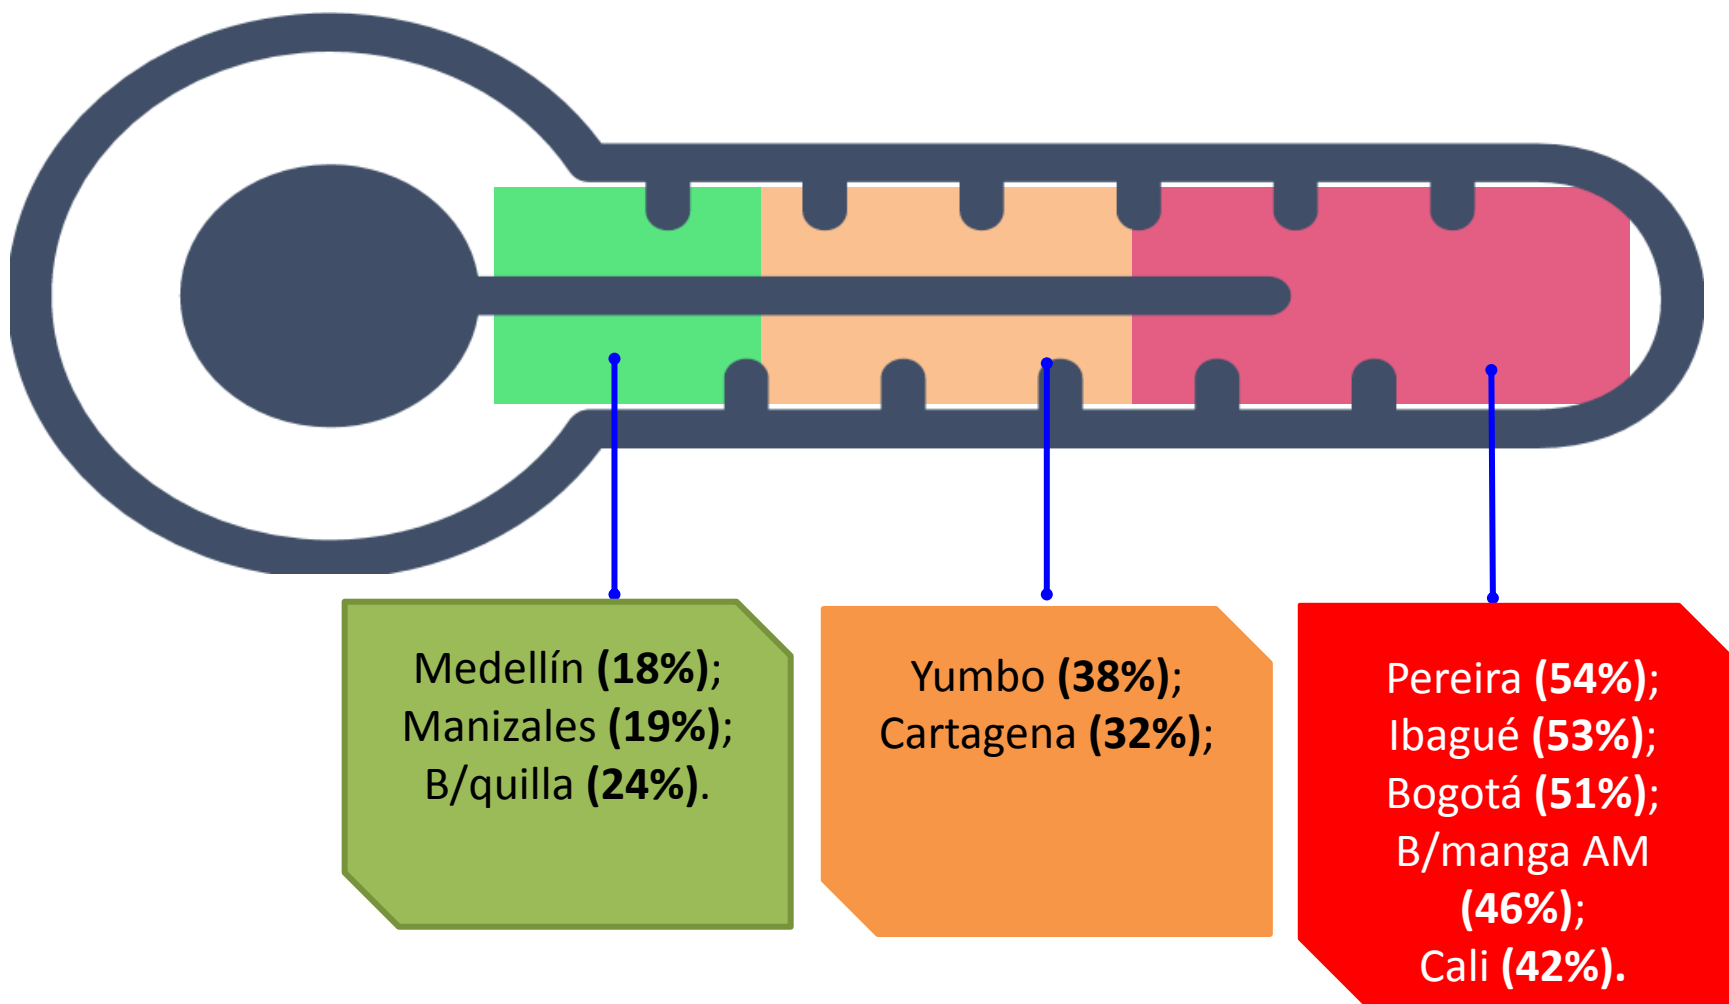 Medellín (18%);
Manizales (19%);
B/quilla (24%).
Yumbo (38%);
Cartagena (32%);
Pereira (54%);
Ibagué (53%);
Bogotá (51%);
B/manga AM
(46%);
Cali (42%).